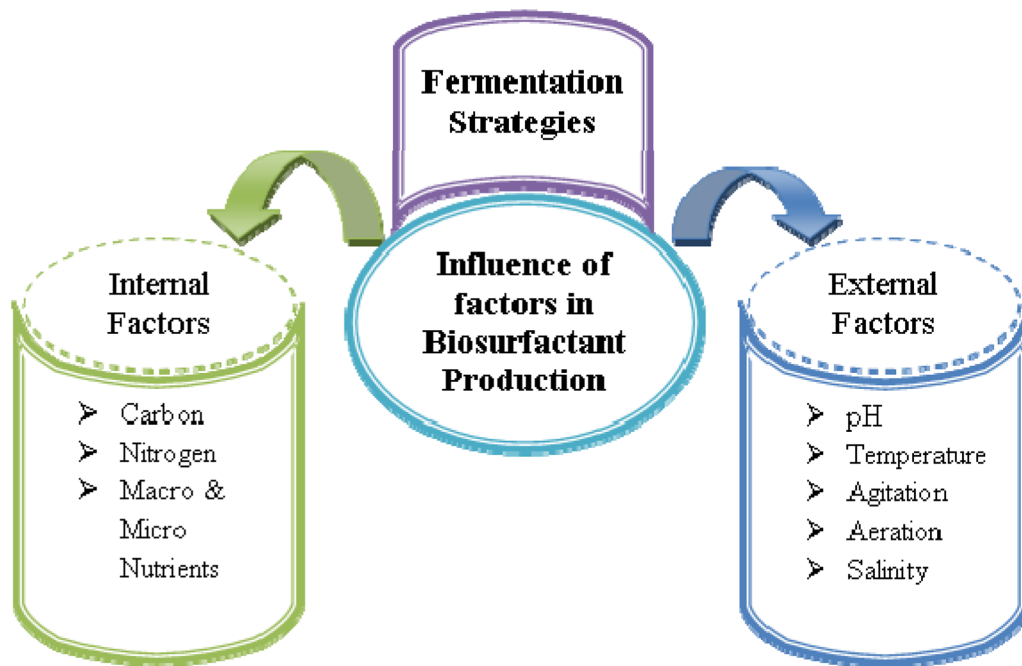 Fermentation
Strategies
Influence of
factors in
Biosurfactant
Production
Internal
Factors
➢ Carbon
➢ Nitrogen
➢ Macro &
Micro
Nutrients
External
Factors
➢ pH
➢ Temperature
➢ Agitation
➢ Aeration
➢ Salinity